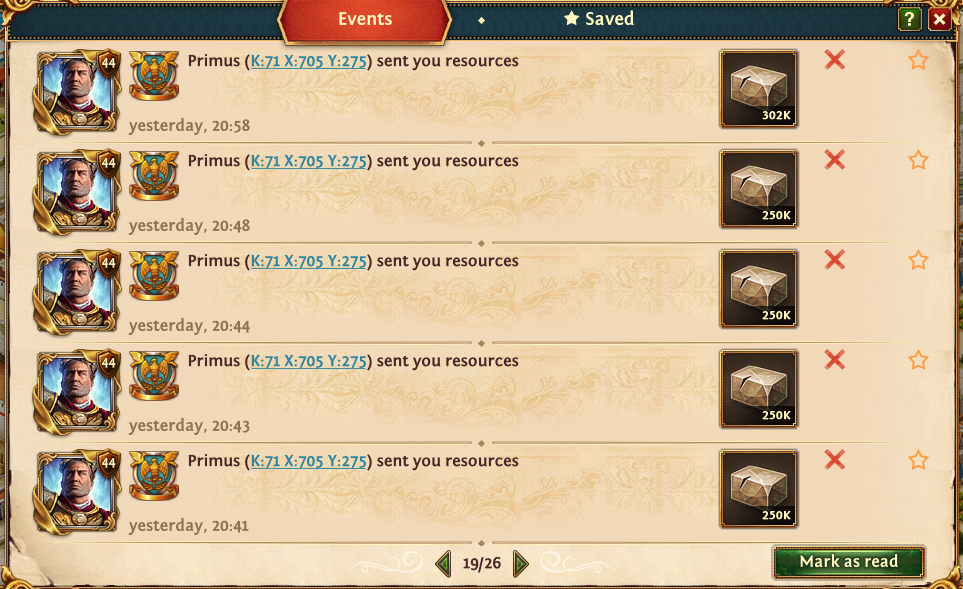 Events
Saved
?
44
Primus (K:71 X:705 Y:275) sent you resources
302K
yesterday, 20:58
44
Primus (K:71 X:705 Y:275) sent you resources
250K
yesterday, 20:48
44
Primus (K:71 X:705 Y:275) sent you resources
250K
yesterday, 20:44
44
Primus (K:71 X:705 Y:275) sent you resources
250K
yesterday, 20:43
44
Primus (K:71 X:705 Y:275) sent you resources
250K
yesterday, 20:41
19/26
Mark as read